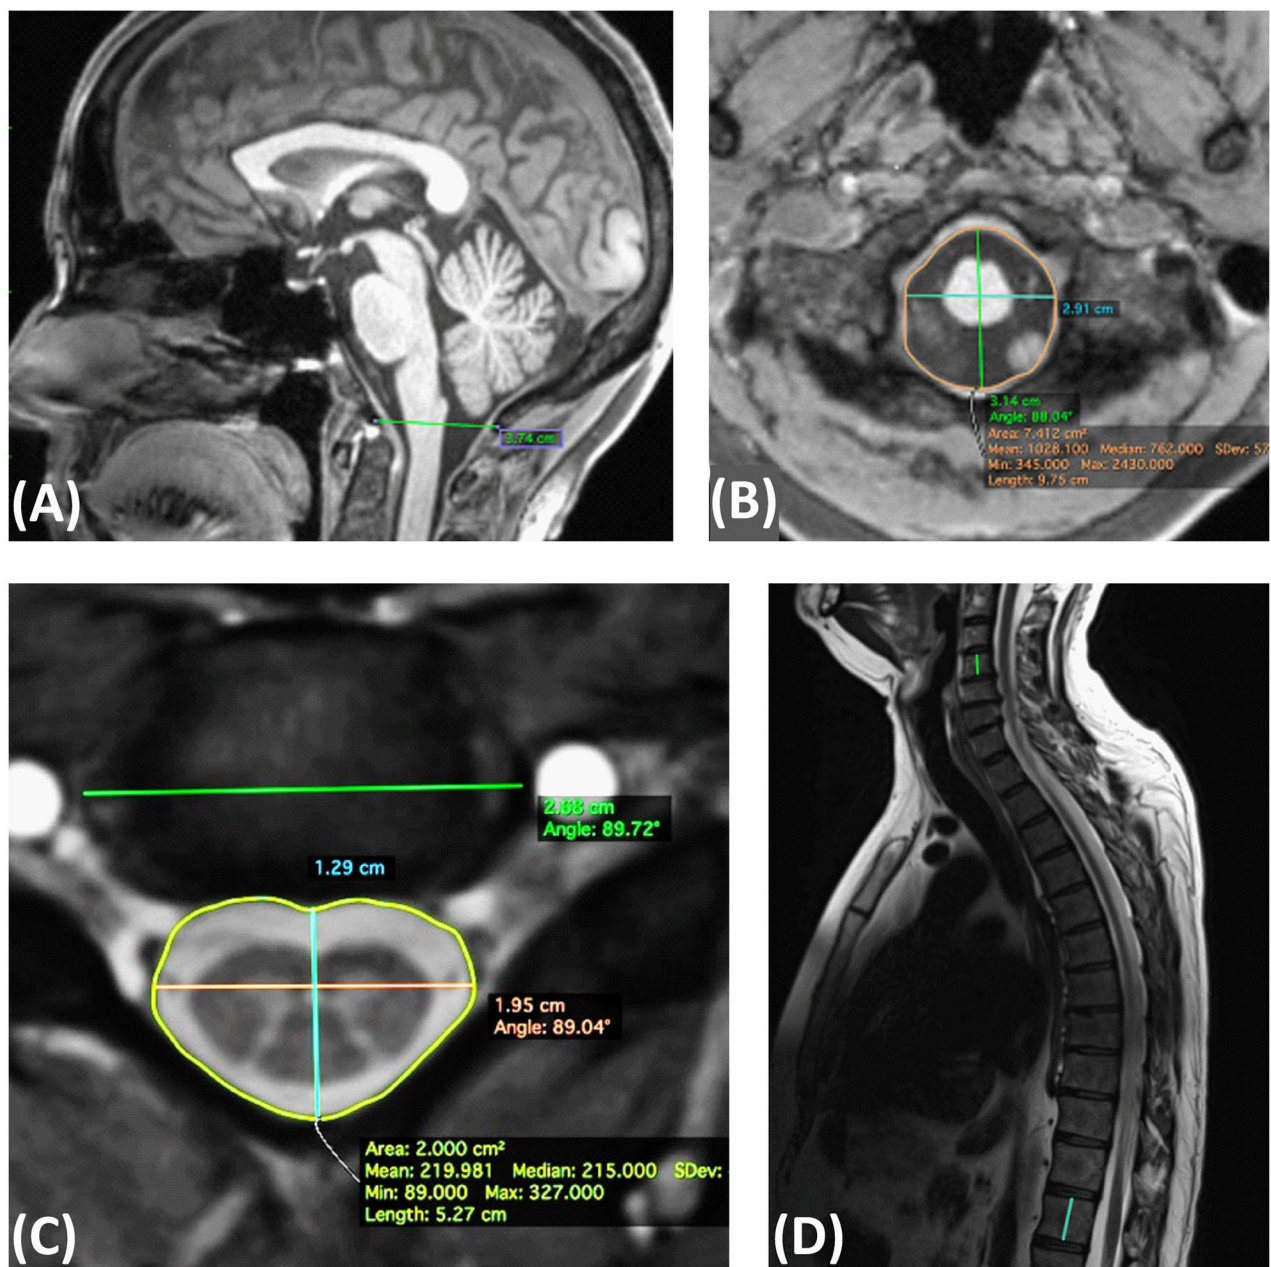 3.74 cm
(A)
2.91 cm
3.14 cm
Angle: 88.04°
Area: 7.412 cm²
Mean: 1028.100 Median: 762.000 SDev: 57
Min: 345.000 Max: 2430.000
Length: 9.75 cm
(B)
2.68 cm
Angle: 89.72°
1.29 cm
1.95 cm
Angle: 89.04°
Area: 2.000 cm²
Mean: 219.981 Median: 215.000 SDev:
Min: 89.000 Max: 327.000
Length: 5.27 cm
(C)
(D)